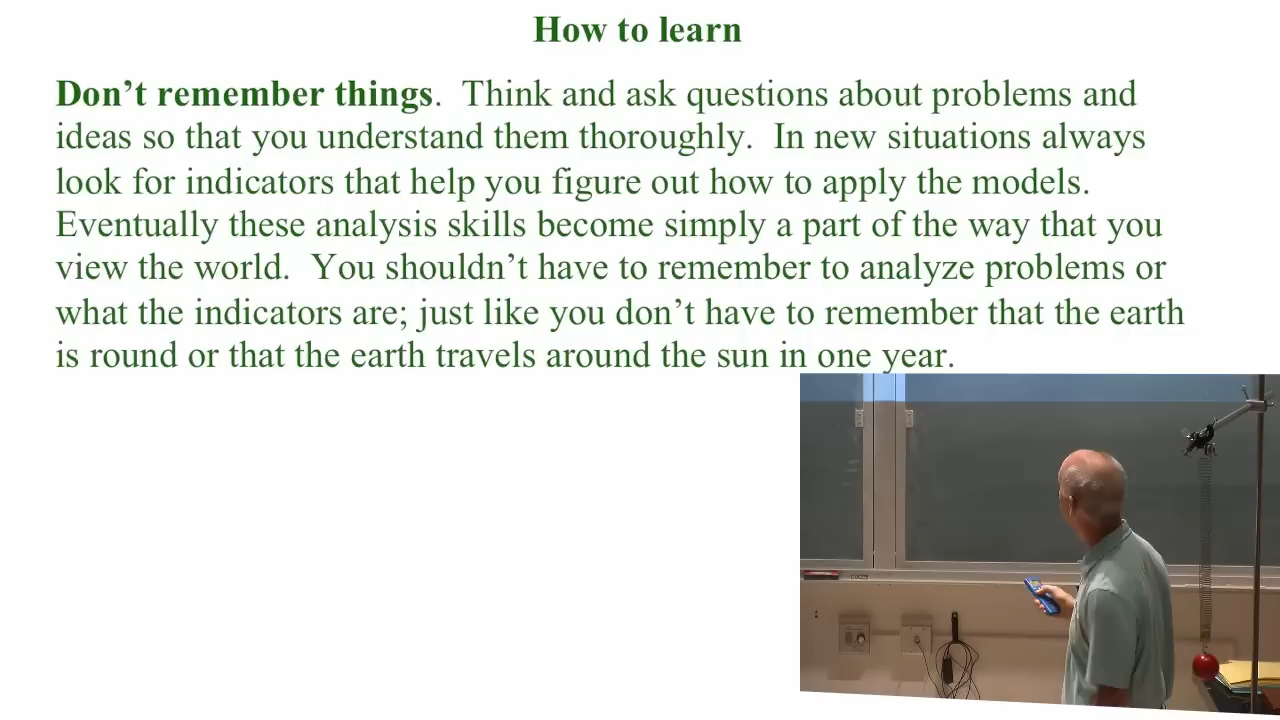 How to learn
Don’t remember things.  Think and ask questions about problems and
ideas so that you understand them thoroughly.  In new situations always
look for indicators that help you figure out how to apply the models.
Eventually these analysis skills become simply a part of the way that you
view the world.  You shouldn’t have to remember to analyze problems or
what the indicators are; just like you don’t have to remember that the earth
is round or that the earth travels around the sun in one year.